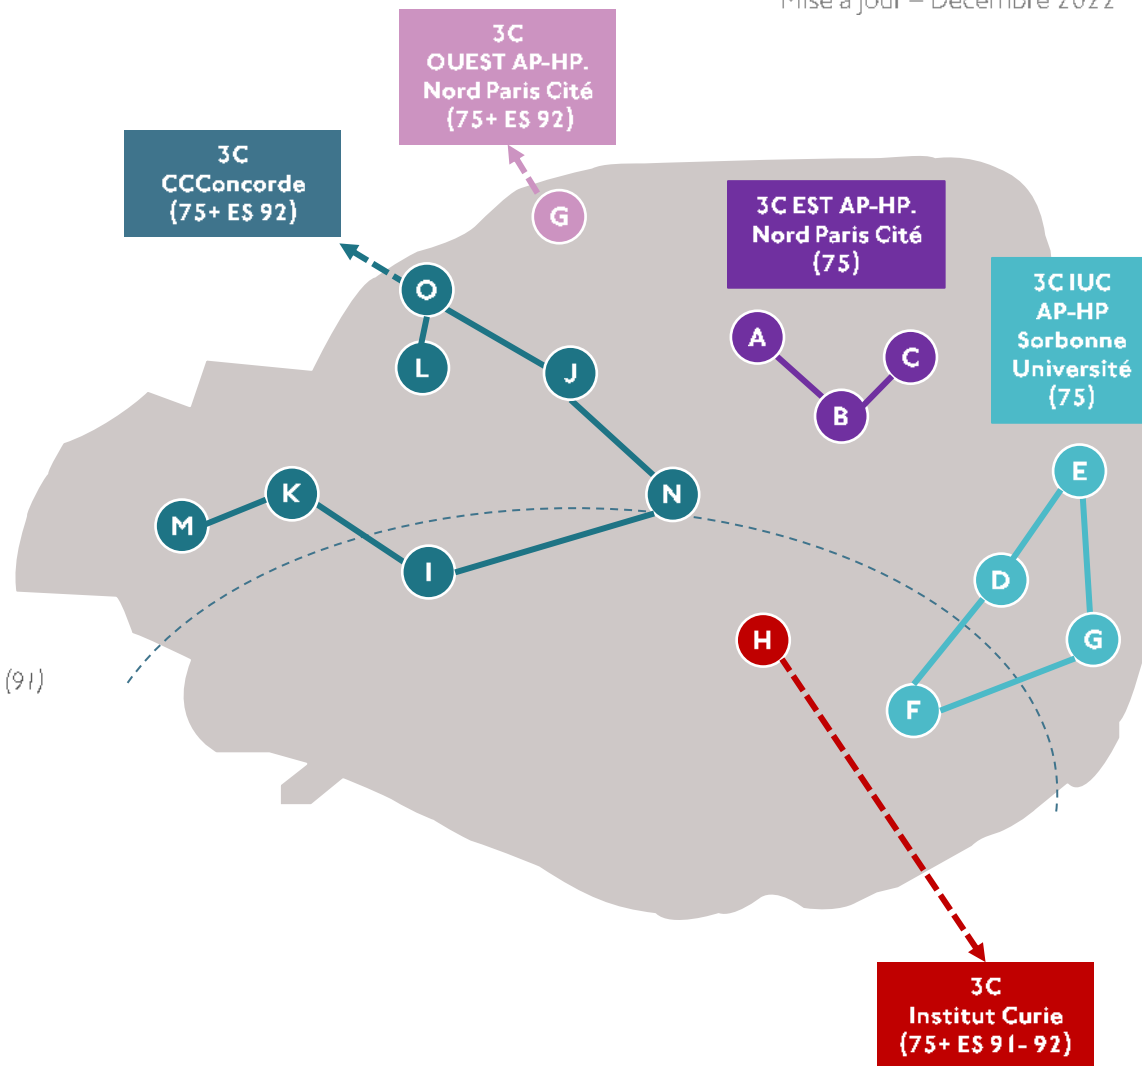 Mise à jour – Décembre 2022
3C
OUEST AP-HP.
Nord Paris Cité
(75+ ES 92)
3C
CCConcorde
(75+ ES 92)
3C EST AP-HP.
Nord Paris Cité
(75)
3C IUC
AP-HP
Sorbonne
Université
(75)
G
O
L
J
A
C
B
E
M
K
N
I
D
H
G
F
(91)
3C
Institut Curie
(75+ ES 91- 92)